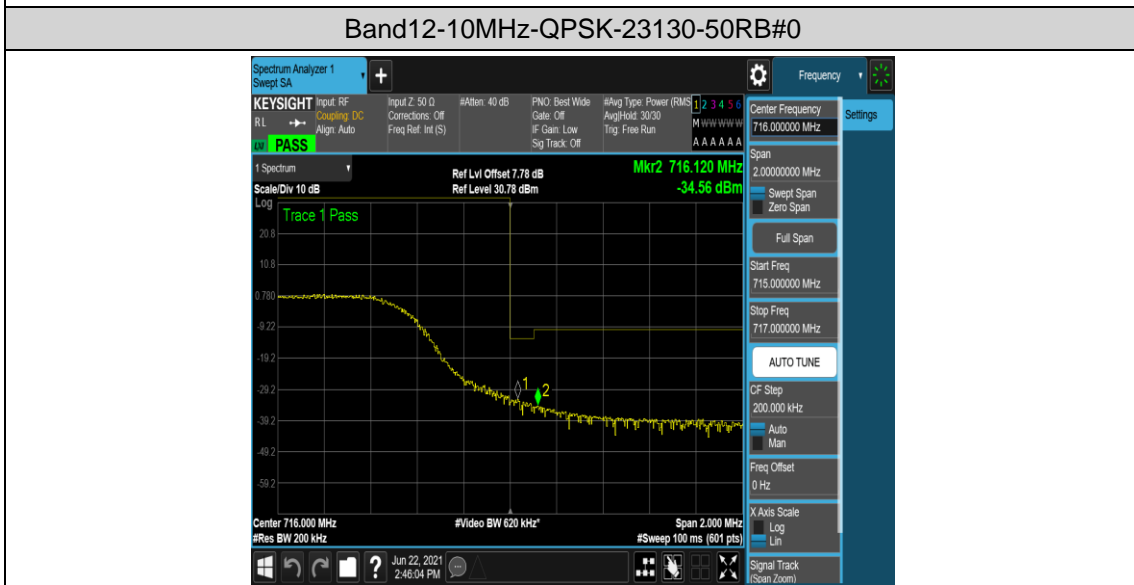 Band12-10MHz-QPSK-23130-50RB#0
Spectrum Analyzer 1
Swept SA
Frequency
KEYSIGHT
RL
PASS
Input: RF
Coupling: DC
Align: Auto
Input Z: 50 Ω
Corrections: Off
Freq Ref: Int (S)
#Atten: 40 dB
PNO: Best Wide
Gate: Off
IF Gain: Low
Sig Track: Off
#Avg Type: Power (RMS
Avg|Hold: 30/30
Trig: Free Run
1 2 3 4 5 6
M W W W W W
A A A A A A
Center Frequency
716.000000 MHz
Settings
1 Spectrum
Scale/Div 10 dB
Ref Lvl Offset 7.78 dB
Ref Level 30.78 dBm
Mkr2 716.120 MHz
-34.56 dBm
Log
Trace 1 Pass
20.8
10.8
0.780
-9.22
-19.2
-29.2
-39.2
-49.2
-59.2
1
2
Center 716.000 MHz
#Res BW 200 kHz
#Video BW 620 kHz*
Span 2.000 MHz
#Sweep 100 ms (601 pts)
Span
2.00000000 MHz
Swept Span
Zero Span
Full Span
Start Freq
715.000000 MHz
Stop Freq
717.000000 MHz
AUTO TUNE
CF Step
200.000 kHz
Auto
Man
Freq Offset
0 Hz
X Axis Scale
Log
Lin
Signal Track
(Span Zoom)
?
Jun 22, 2021
2:46:04 PM